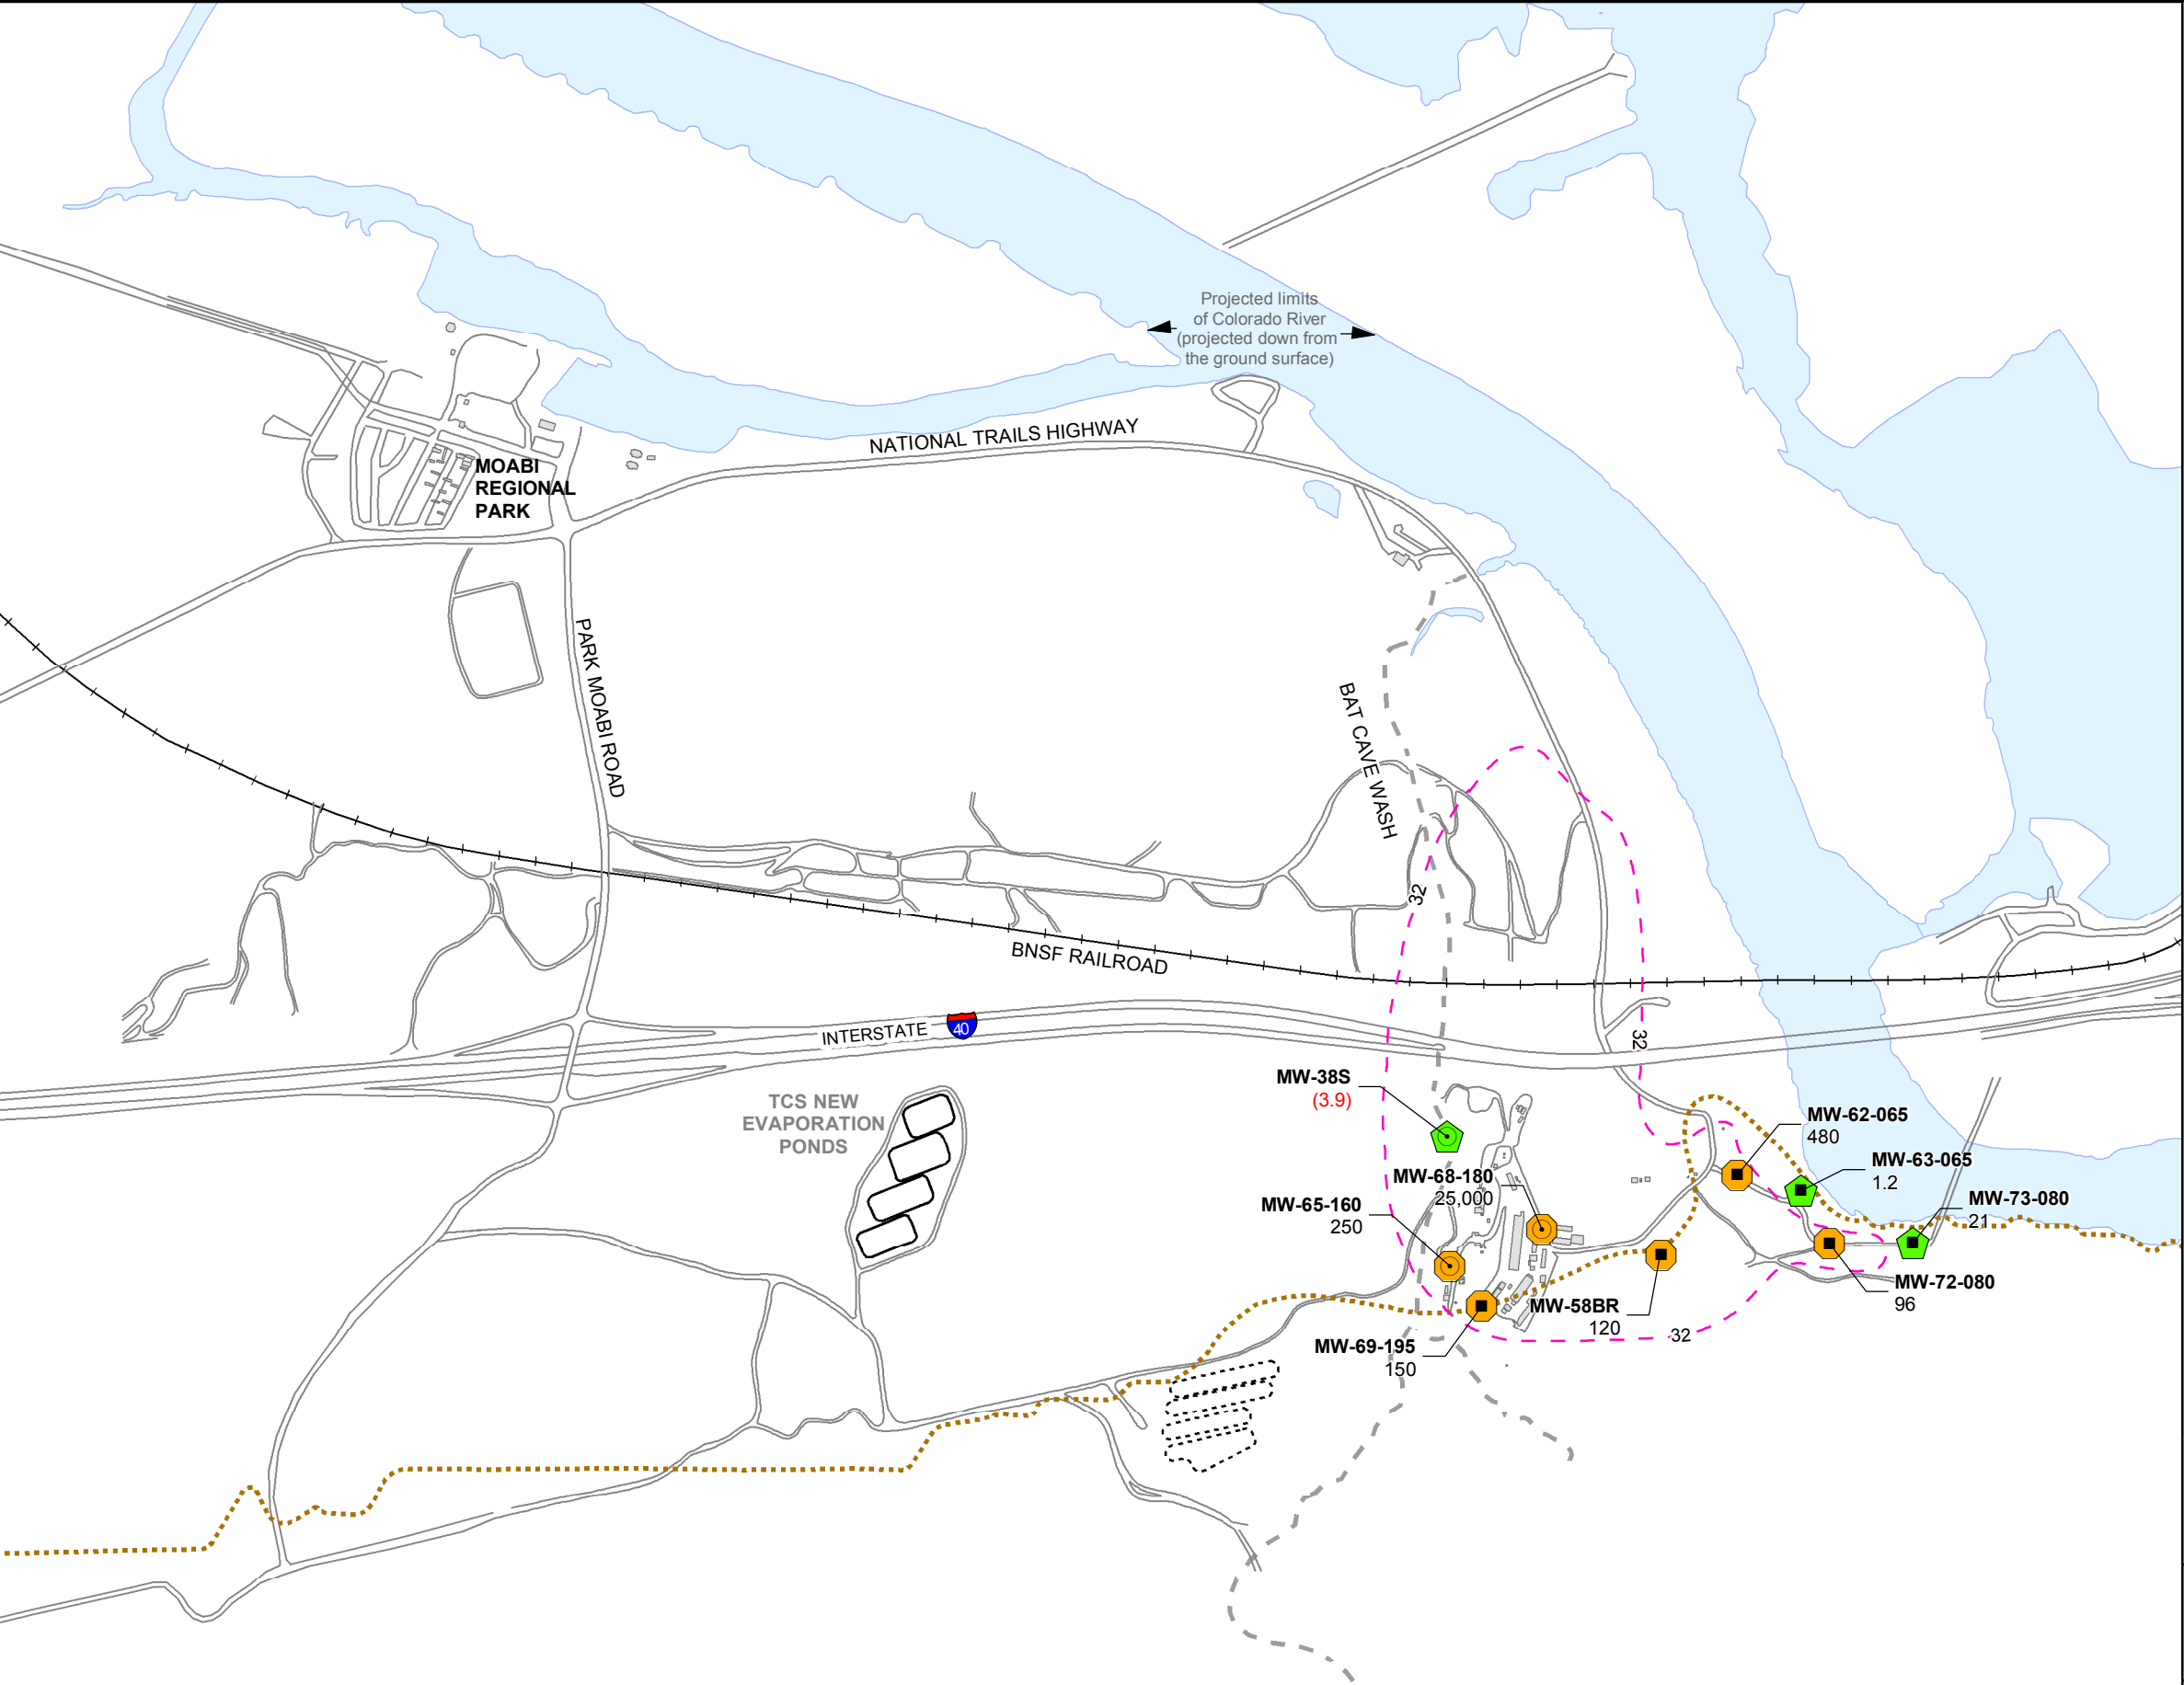 Projected limits
of Colorado River
(projected down from
the ground surface)
NATIONAL TRAILS HIGHWAY
MOABI
REGIONAL
PARK
PARK MOABI ROAD
BAT CAVE WASH
32
BNSF RAILROAD
INTERSTATE 40
32
TCS NEW
EVAPORATION
PONDS
MW-38S
(3.9)
MW-62-065
480
MW-63-065
1.2
MW-68-180
25,000
MW-65-160
250
MW-73-080
21
MW-72-080
96
MW-58BR
120
32
MW-69-195
150